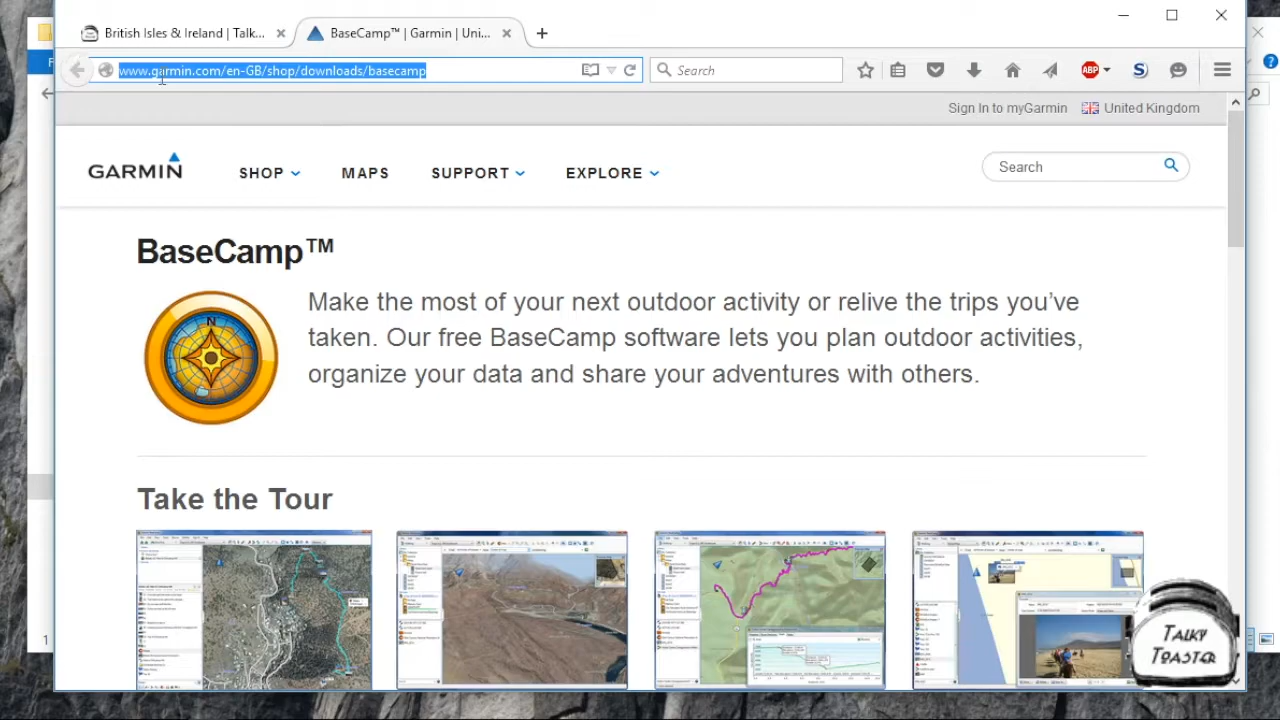 British Isles & Ireland | Talk...
BaseCamp™ | Garmin | Uni...
www.garmin.com/en-GB/shop/downloads/basecamp
Search
ABP
S
Sign In to myGarmin
United Kingdom
GARMIN
SHOP
MAPS
SUPPORT
EXPLORE
Search
BaseCamp™
N
Make the most of your next outdoor activity or relive the trips you've
taken. Our free BaseCamp software lets you plan outdoor activities,
organize your data and share your adventures with others.
Take the Tour
TALKY
TOASTER
1